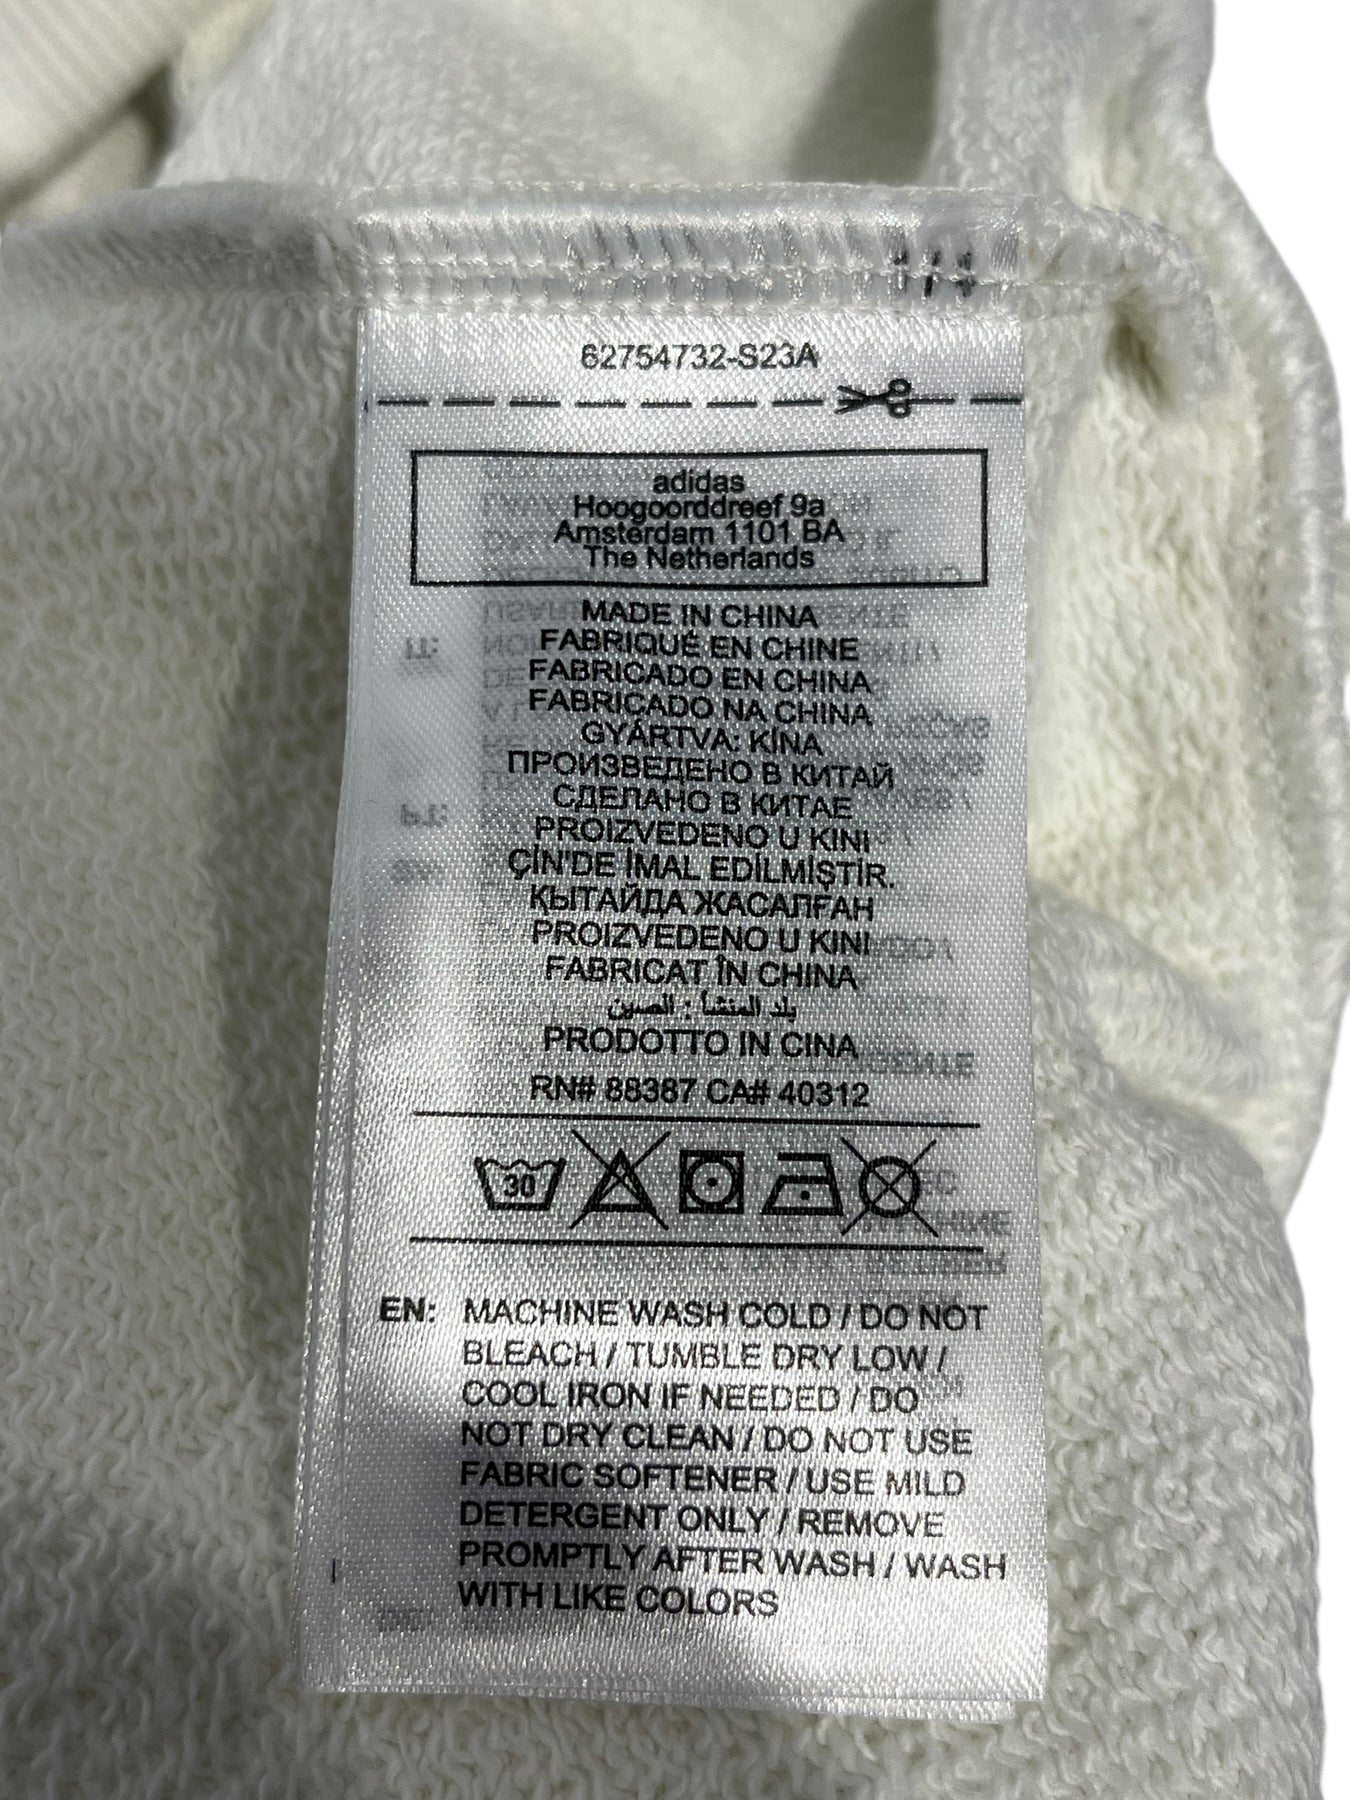 1/4
62754732-S23A
adidas
Hoogoorddreef 9a
Amsterdam 1101 BA
The Netherlands
MADE IN CHINA
FABRIQUÉ EN CHINE
FABRICADO EN CHINA
FABRICADO NA CHINA
GYÁRTVA: KÍNA
ПРОИЗВЕДЕНО В КИТАЙ
СДЕЛАНО В КИТАЕ
PROIZVEDENO U KINI
ÇİN'DE İMAL EDİLMİŞTİR.
ҚЫТАЙДА ЖАСАЛҒАН
PROIZVEDENO U KINI
FABRICAT ÎN CHINA
بلد المنشأ : الصين
PRODOTTO IN CINA
RN# 88387 CA# 40312
30
EN: MACHINE WASH COLD / DO NOT
BLEACH / TUMBLE DRY LOW /
COOL IRON IF NEEDED / DO
NOT DRY CLEAN / DO NOT USE
FABRIC SOFTENER / USE MILD
DETERGENT ONLY / REMOVE
PROMPTLY AFTER WASH / WASH
WITH LIKE COLORS